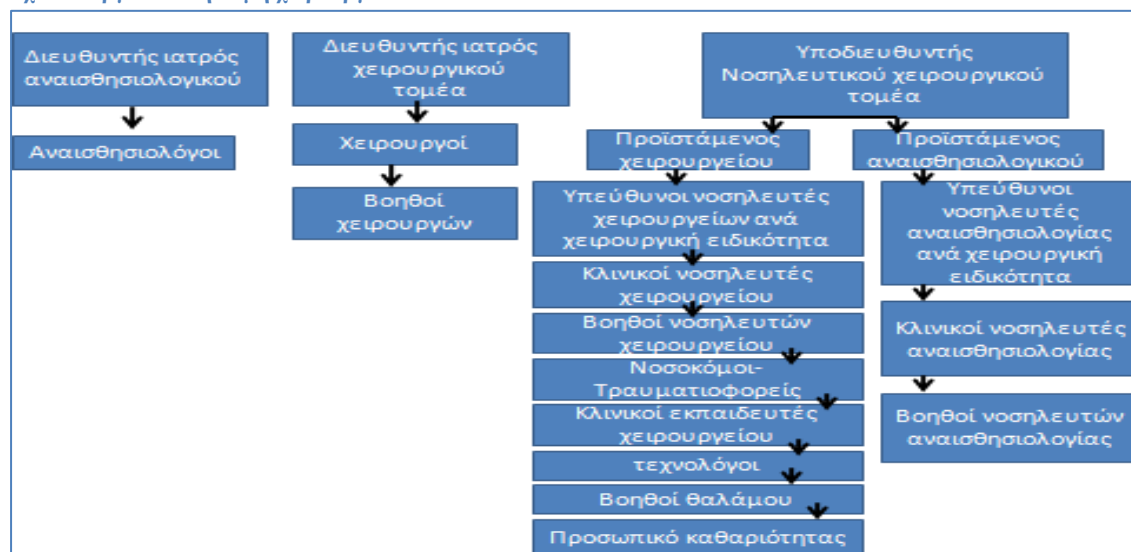 Διευθυντής ιατρός
αναισθησιολογικού
Αναισθησιολόγοι
Διευθυντής ιατρός
χειρουργικού
τομέα
Χειρουργοί
Βοηθοί
χειρουργών
Υποδιευθυντής
Νοσηλευτικού χειρουργικού
τομέα
Προϊστάμενος
χειρουργείου
Υπεύθυνοι νοσηλευτές
χειρουργείων ανά
χειρουργική ειδικότητα
Κλινικοί νοσηλευτές
χειρουργείου
Βοηθοί νοσηλευτών
χειρουργείου
Νοσοκόμοι-
Τραυματιοφορείς
Κλινικοί εκπαιδευτές
χειρουργείου
τεχνολόγοι
Βοηθοί θαλάμου
Προσωπικό καθαριότητας
Προϊστάμενος
αναισθησιολογικού
Υπεύθυνοι
νοσηλευτές
αναισθησιολογίας
ανά χειρουργική
ειδικότητα
Κλινικοί νοσηλευτές
αναισθησιολογίας
Βοηθοί νοσηλευτών
αναισθησιολογίας